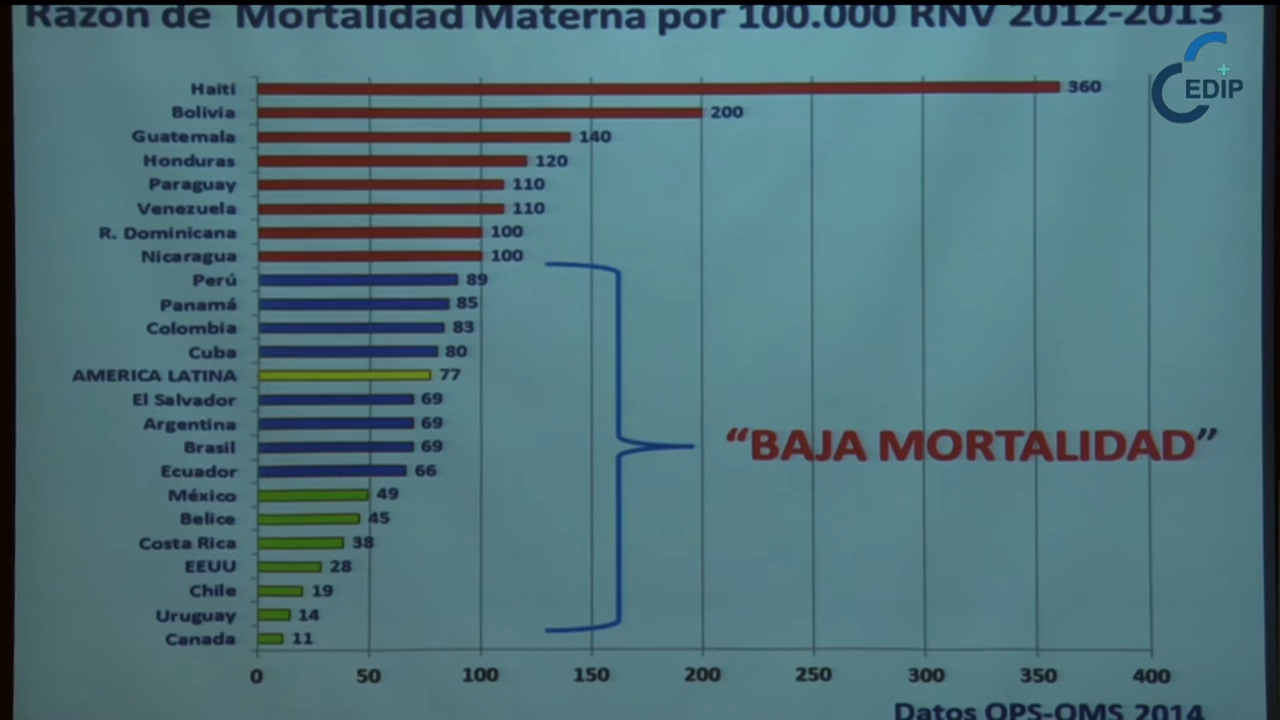 Razón de Mortalidad Materna por 100.000 RNV 2012-2013
EDIP
Haiti 360
Bolivia 200
Guatemala 140
Honduras 120
Paraguay 110
Venezuela 110
R. Dominicana 100
Nicaragua 100
Perú 89
Panamá 85
Colombia 83
Cuba 80
AMERICA LATINA 77
El Salvador 69
Argentina 69
Brasil 69
“BAJA MORTALIDAD”
Ecuador 66
México 49
Belice 45
Costa Rica 38
EEUU 28
Chile 19
Uruguay 14
Canada 11
0 50 100 150 200 250 300 350 400
Datos OPS-OMS 2014